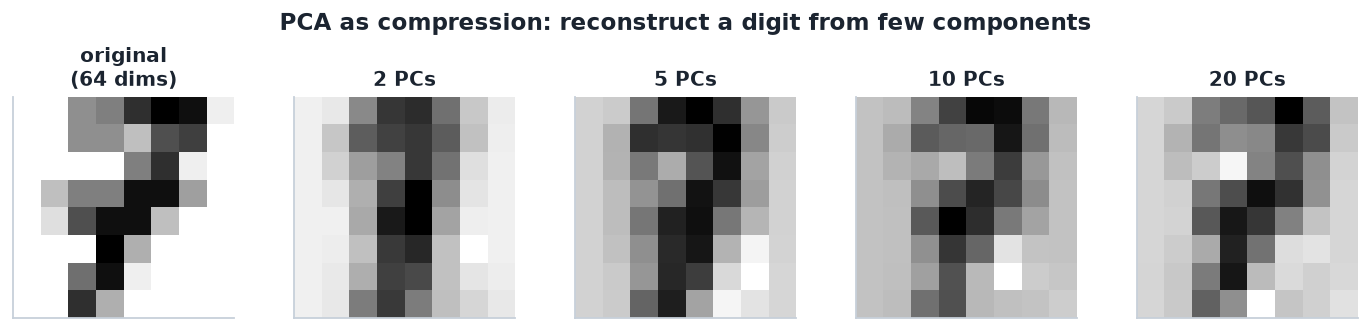 PCA as compression: reconstruct a digit from few components
original
(64 dims)
2 PCs
5 PCs
10 PCs
20 PCs